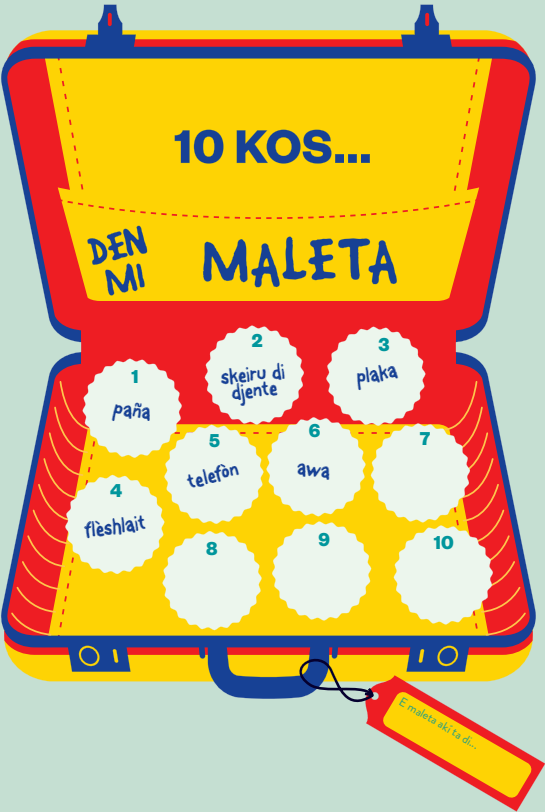 10 KOS...
DEN
MI
MALETA
1
paña
2
skeiru di
djente
3
plaka
4
flèshlait
5
telefòn
6
awa
7
8
9
10
E maleta akí ta di...